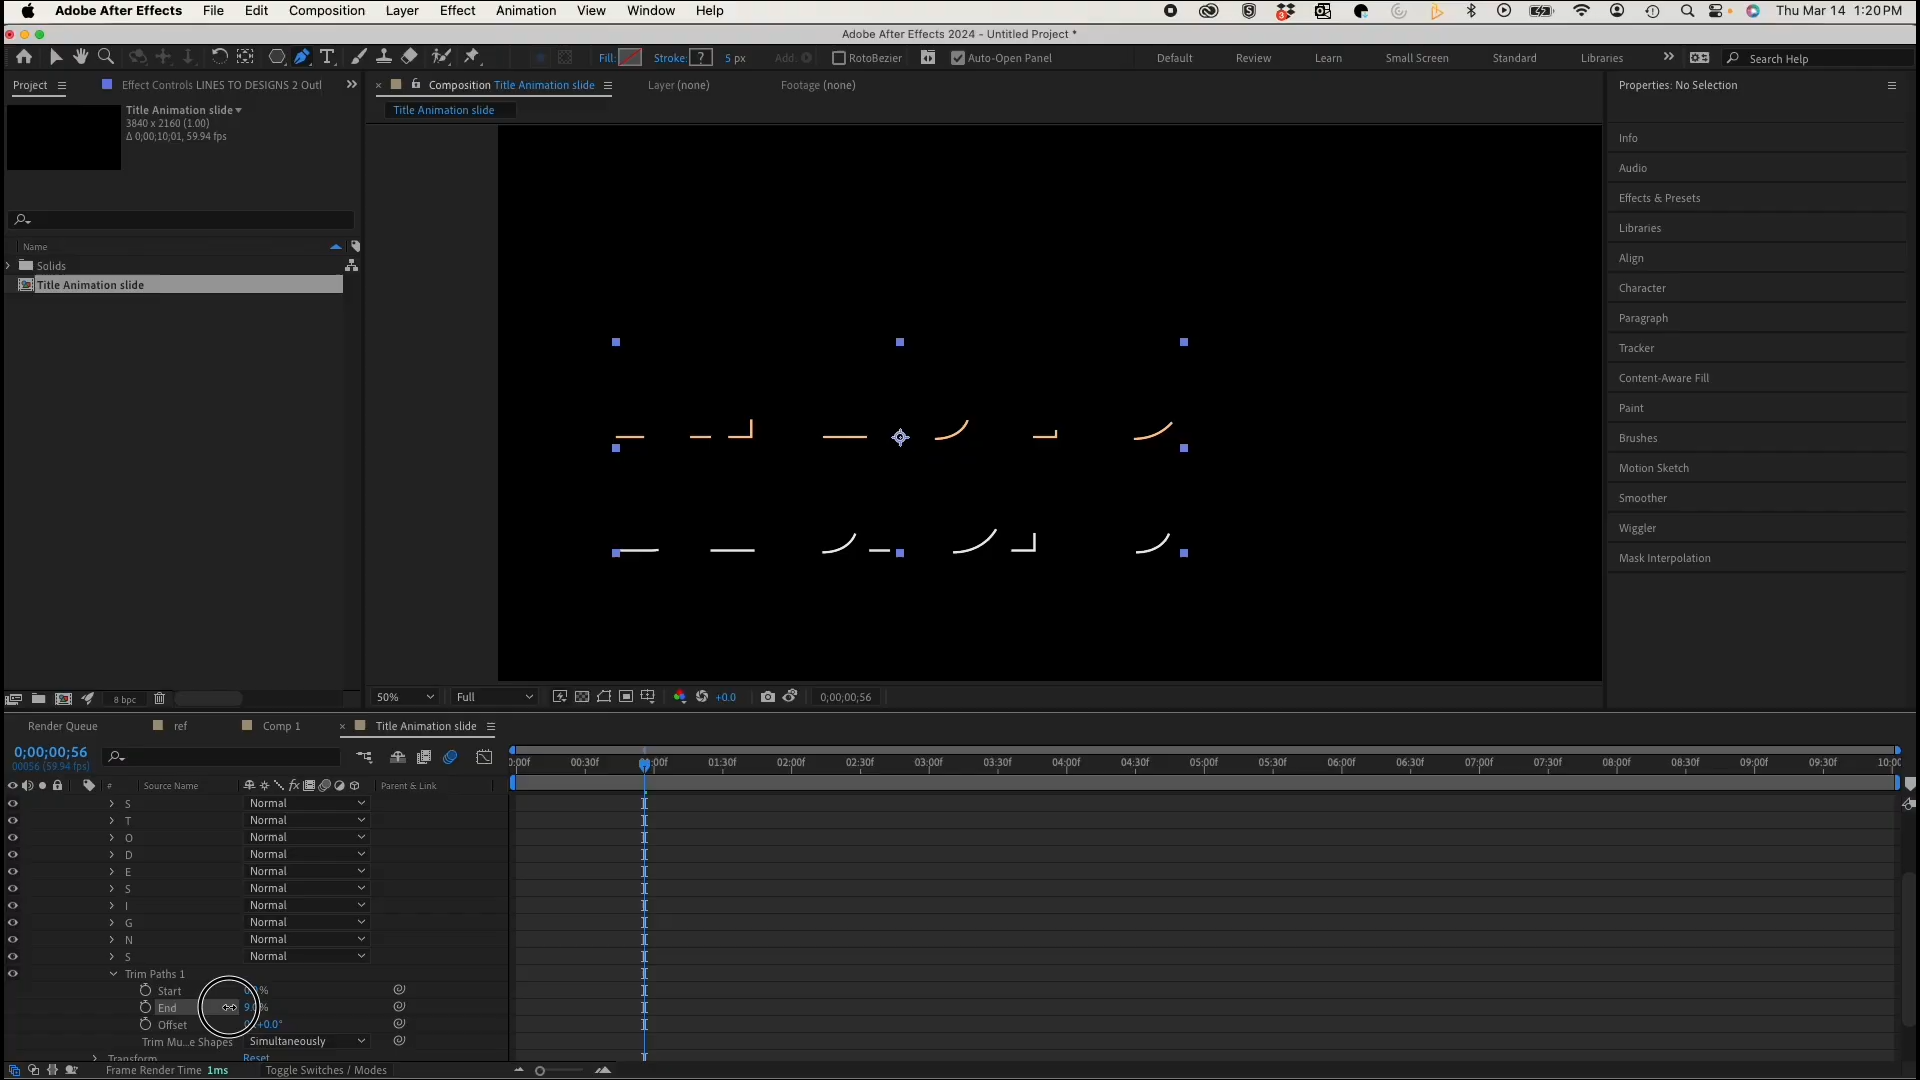 Adobe After Effects File Edit Composition Layer Effect Animation View Window Help
Thu Mar 14 1:20 PM
Adobe After Effects 2024 - Untitled Project *
Fill: Stroke: ? 5 px Add: RotoBezier Auto-Open Panel
Default Review Learn Small Screen Standard Libraries Search Help
Project Effect Controls LINES TO DESIGNS 2 Outl
Composition Title Animation slide Layer (none) Footage (none)
Properties: No Selection
Title Animation slide
Title Animation slide
3840 x 2160 (1.00)
Δ 0;00;10;01, 59.94 fps
Name
Solids
Title Animation slide
Info
Audio
Effects & Presets
Libraries
Align
Character
Paragraph
Tracker
Content-Aware Fill
Paint
Brushes
Motion Sketch
Smoother
Wiggler
Mask Interpolation
8 bpc
50% Full +0.0 0;00;00;56
Render Queue ref Comp 1 Title Animation slide
0;00;00;56
00056 (59.94 fps)
00:30f 01:30f 02:00f 02:30f 03:00f 03:30f 04:00f 04:30f 05:00f 05:30f 06:00f 06:30f 07:00f 07:30f 08:00f 08:30f 09:00f 09:30f
# Source Name Parent & Link
S Normal
T Normal
O Normal
D Normal
E Normal
S Normal
I Normal
G Normal
N Normal
S Normal
Trim Paths 1
Start
End
Offset
Trim Mu...e Shapes Simultaneously
Transform Reset
Frame Render Time 1ms Toggle Switches / Modes